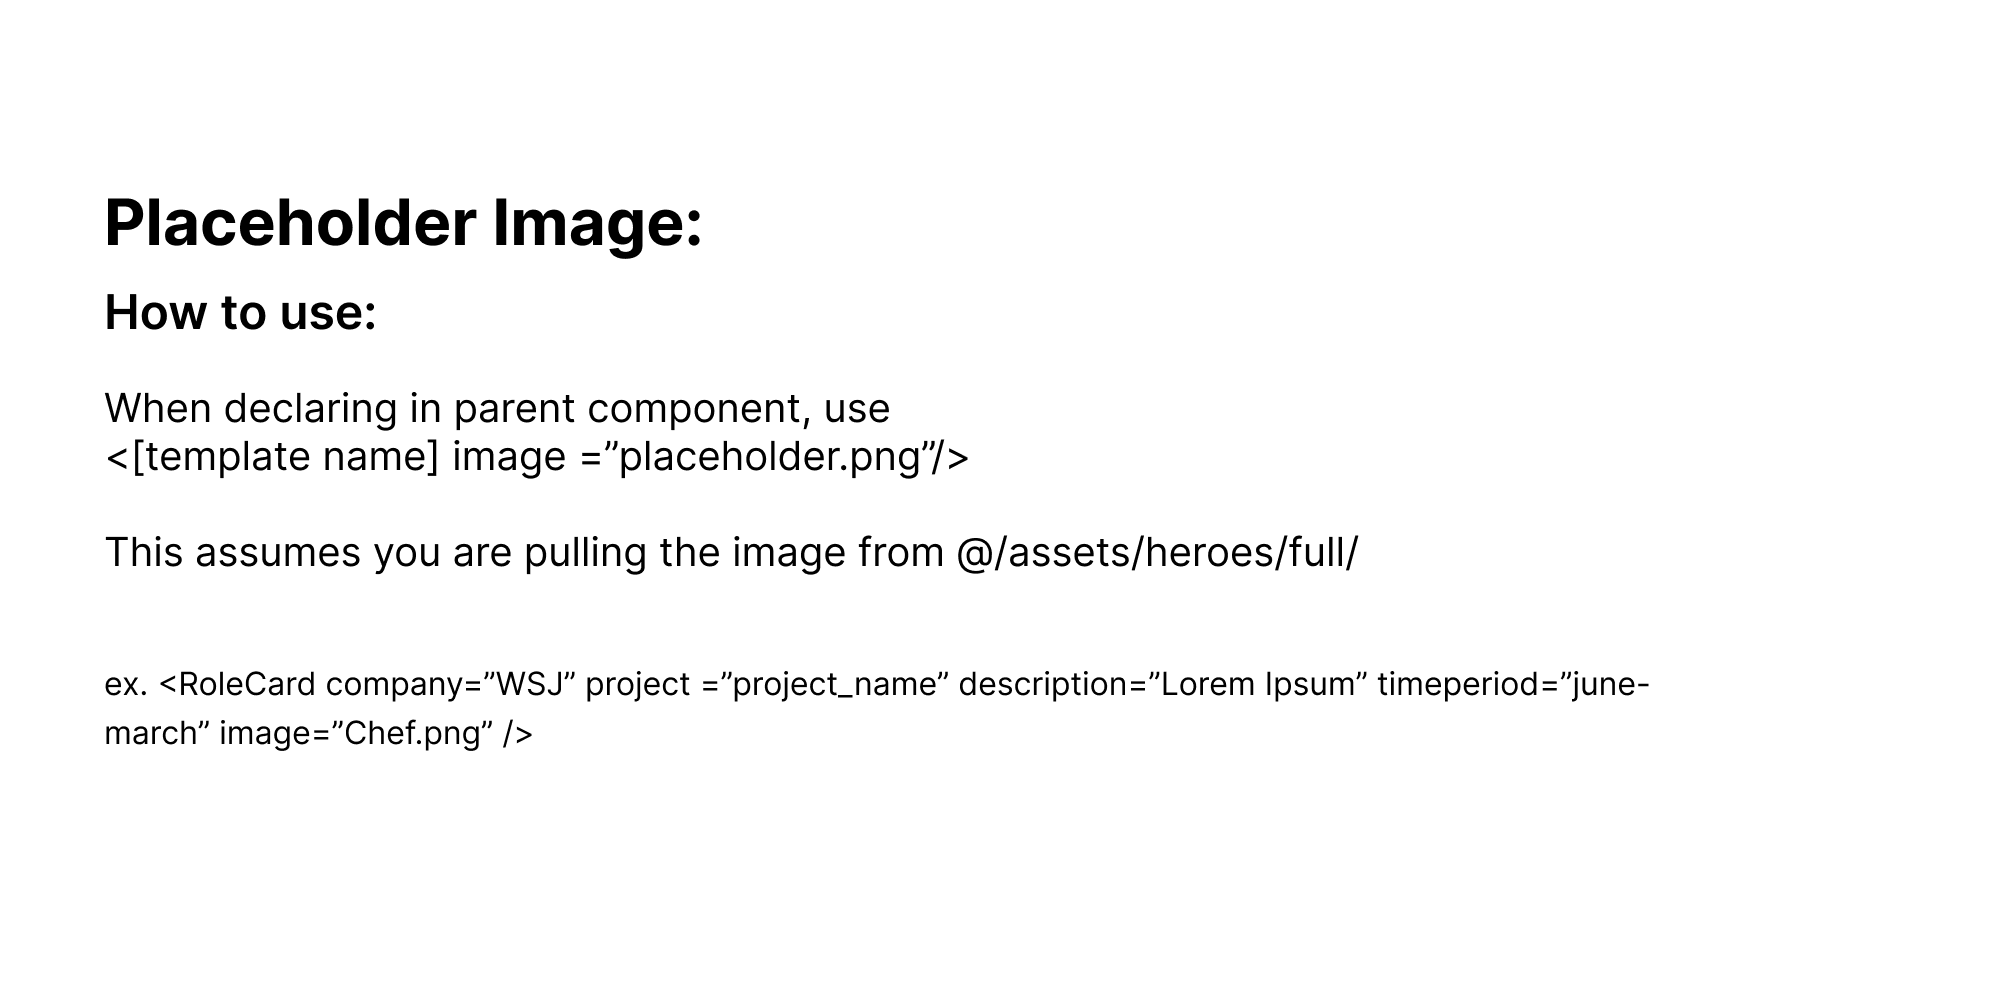 Placeholder Image:
How to use:
When declaring in parent component, use
<[template name] image =”placeholder.png”/>
This assumes you are pulling the image from @/assets/heroes/full/
ex. <RoleCard company=”WSJ” project =”project_name” description=”Lorem Ipsum” timeperiod=”june-
march” image=”Chef.png” />